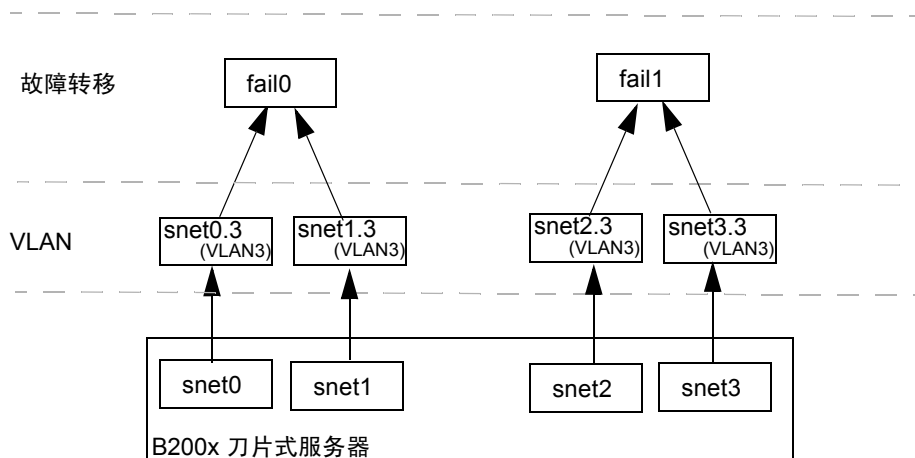 故障转移
fail0
fail1
VLAN
snet0.3
(VLAN3)
snet1.3
(VLAN3)
snet2.3
(VLAN3)
snet3.3
(VLAN3)
snet0
snet1
snet2
snet3
B200x 刀片式服务器